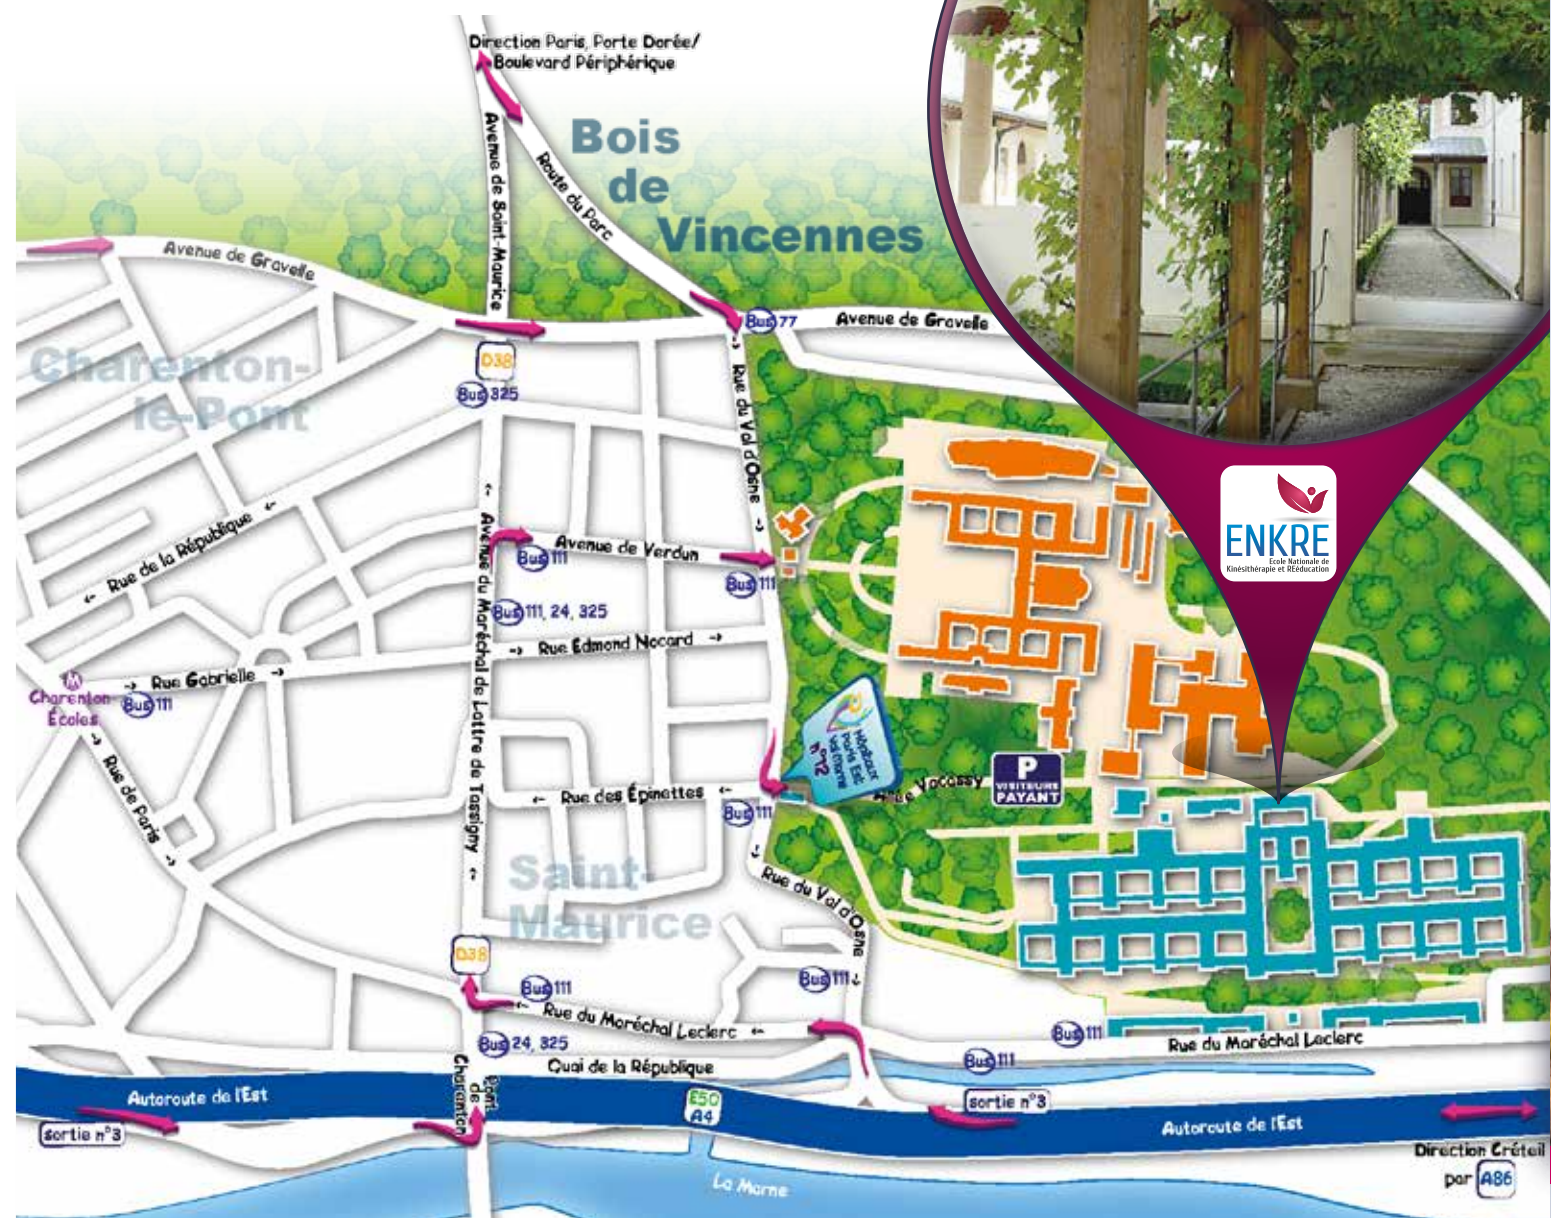 Direction Paris, Porte Dorée/
Boulevard Périphérique
Bois
de
Vincennes
Avenue de Saint-Maurice
Route du Parc
Avenue de Gravelle
Bus 77
Avenue de Gravelle
Charenton-
le-Pont
D38
Bus 325
Rue du Val d'Osne
ENKRE
Ecole Nationale de
Kinésithérapie et REéducation
Rue de la République
Avenue du Maréchal de Lattre de Tassigny
Avenue de Verdun
Bus 111
Bus 111
Bus 111, 24, 325
Rue Edmond Nocard
M
Charenton
Écoles
Rue Gabrielle
Bus 111
Rue de Paris
Hôpitaux
Paris Est
Val de Marne
n°12
Allée Vacassy
P
VISITEURS
PAYANT
Rue des Épinettes
Bus 111
Saint-
Maurice
Rue du Val d'Osne
D38
Bus 111
Bus 111
Rue du Maréchal Leclerc
Bus 24, 325
Quai de la République
Bus 111
Bus 111
Rue du Maréchal Leclerc
Pont
de
Charenton
Autoroute de l'Est
sortie n°3
E50
A4
sortie n°3
Autoroute de l'Est
Direction Créteil
par A86
La Marne